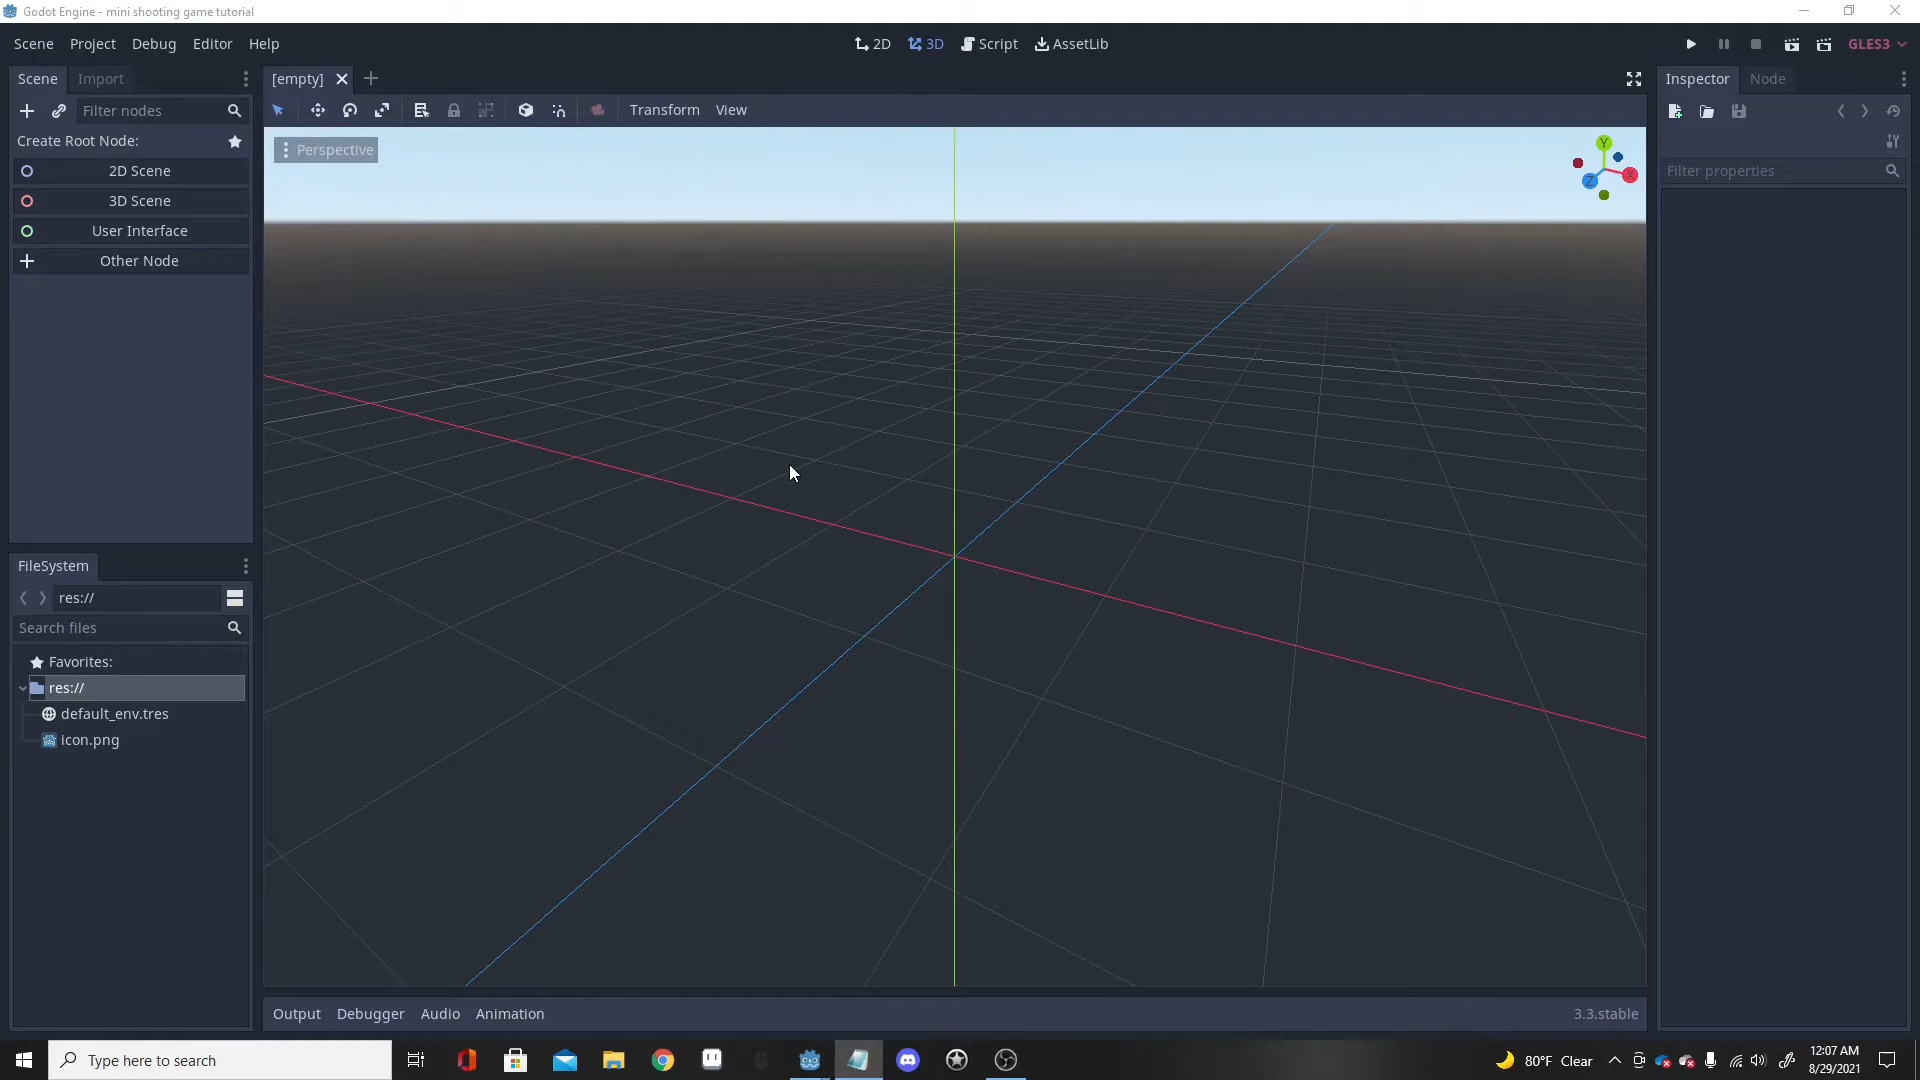 Godot Engine - mini shooting game tutorial
Scene Project Debug Editor Help
2D 3D Script AssetLib
GLES3
Scene Import
[empty]
Inspector Node
Filter nodes
Transform View
Create Root Node:
2D Scene
3D Scene
User Interface
Other Node
Perspective
Y
X
Z
Filter properties
FileSystem
res://
Search files
Favorites:
res://
default_env.tres
icon.png
Output Debugger Audio Animation
3.3.stable
Type here to search
80°F Clear
12:07 AM
8/29/2021